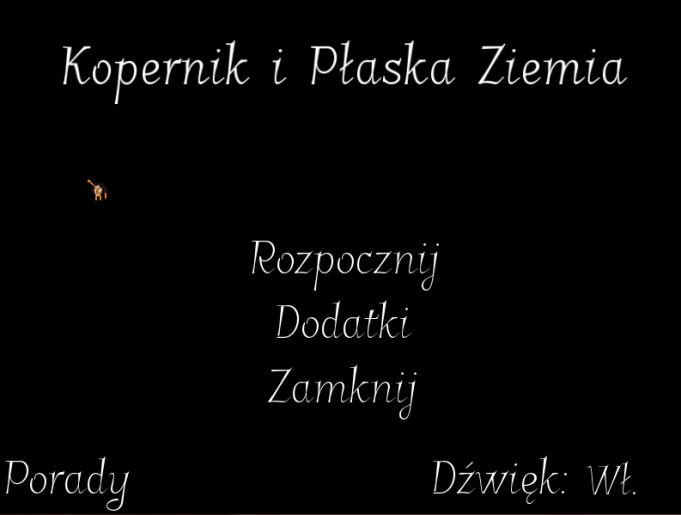 Kopernik i Płaska Ziemia
Rozpocznij
Dodatki
Zamknij
Porady
Dźwięk: Wł.